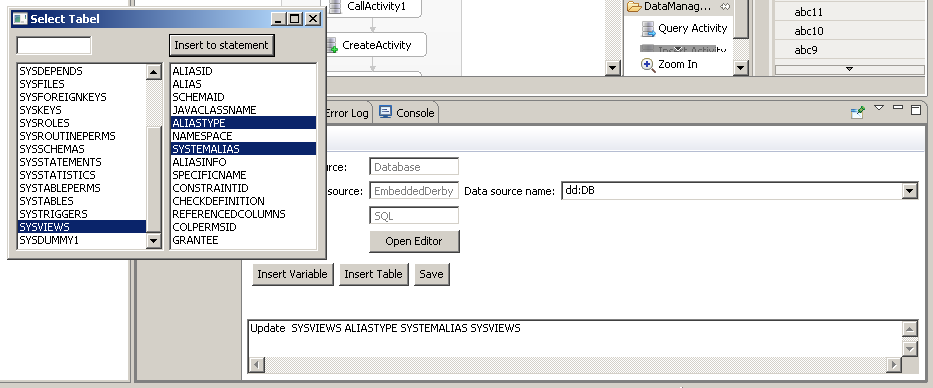 Select Tabel
Insert to statement
SYSDEPENDS
SYSFILES
SYSFOREIGNKEYS
SYSKEYS
SYSROLES
SYSROUTINEPERMS
SYSSCHEMAS
SYSSTATEMENTS
SYSSTATISTICS
SYSTABLEPERMS
SYSTABLES
SYSTRIGGERS
SYSVIEWS
SYSDUMMY1
ALIASID
ALIAS
SCHEMAID
JAVACLASSNAME
ALIASTYPE
NAMESPACE
SYSTEMALIAS
ALIASINFO
SPECIFICNAME
CONSTRAINTID
CHECKDEFINITION
REFERENCEDCOLUMNS
COLPERMSID
GRANTEE
CallActivity1
CreateActivity
DataManag...
Query Activity
Insert Activity
Zoom In
abc11
abc10
abc9
Error Log
Console
urce: Database
source: EmbeddedDerby Data source name: dd:DB
SQL
Open Editor
Insert Variable Insert Table Save
Update SYSVIEWS ALIASTYPE SYSTEMALIAS SYSVIEWS